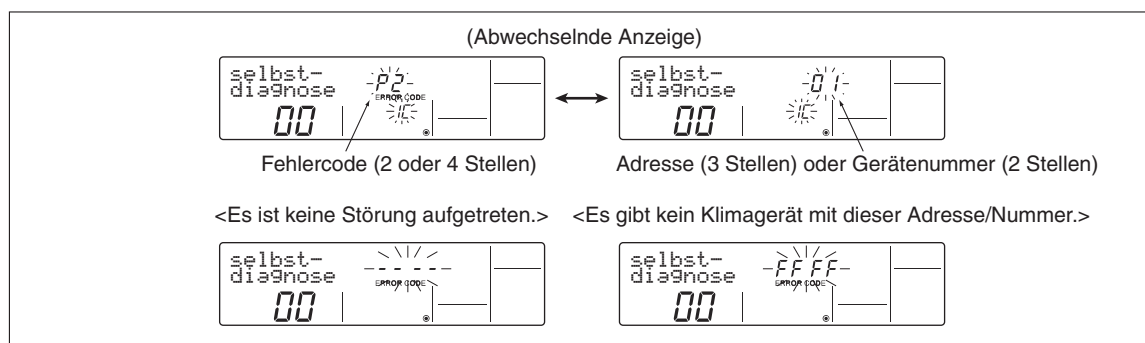 (Abwechselnde Anzeige)
selbst-
diagnose
P2
ERROR CODE
IC
00
selbst-
diagnose
01
IC
00
Fehlercode (2 oder 4 Stellen)
Adresse (3 Stellen) oder Gerätenummer (2 Stellen)
<Es ist keine Störung aufgetreten.>
<Es gibt kein Klimagerät mit dieser Adresse/Nummer.>
selbst-
diagnose
-- --
ERROR CODE
00
selbst-
diagnose
FF FF
ERROR CODE
00